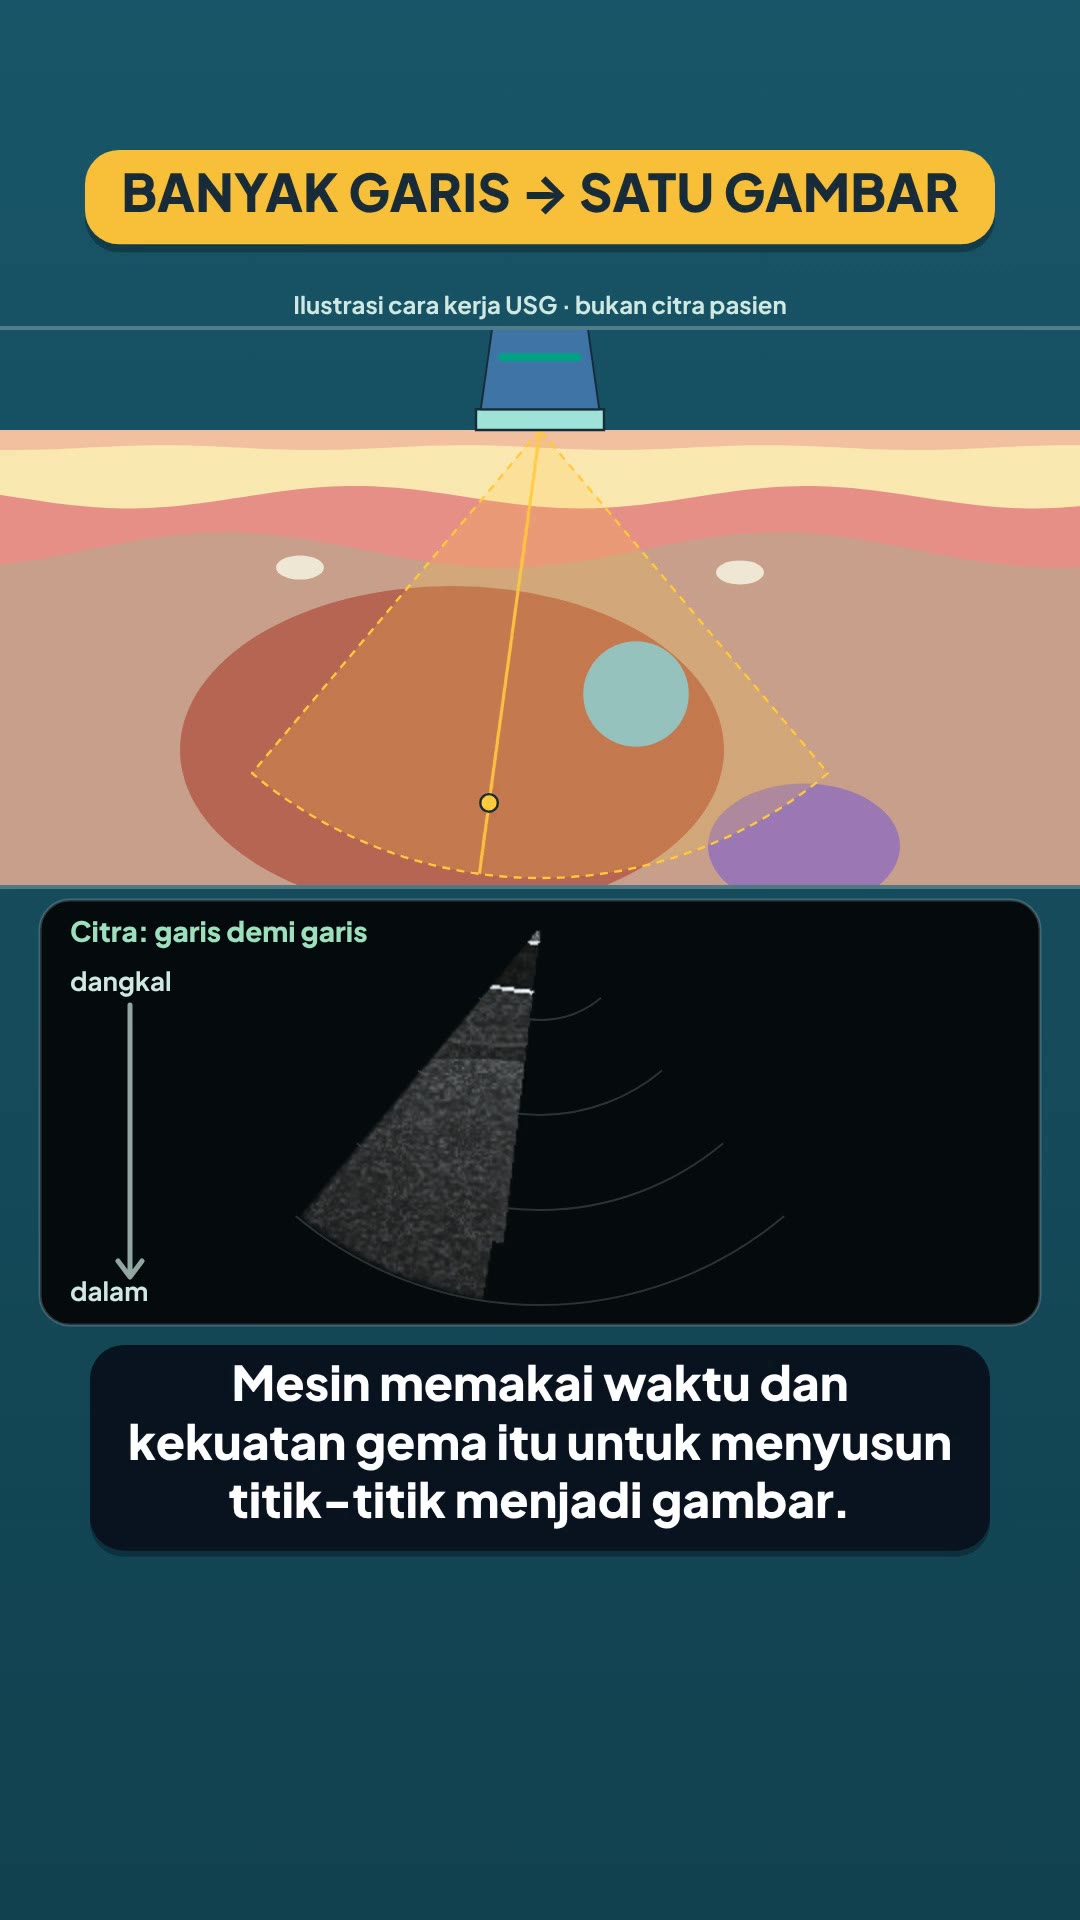 BANYAK GARIS → SATU GAMBAR
Ilustrasi cara kerja USG · bukan citra pasien
Citra: garis demi garis
dangkal
dalam
Mesin memakai waktu dan
kekuatan gema itu untuk menyusun
titik-titik menjadi gambar.